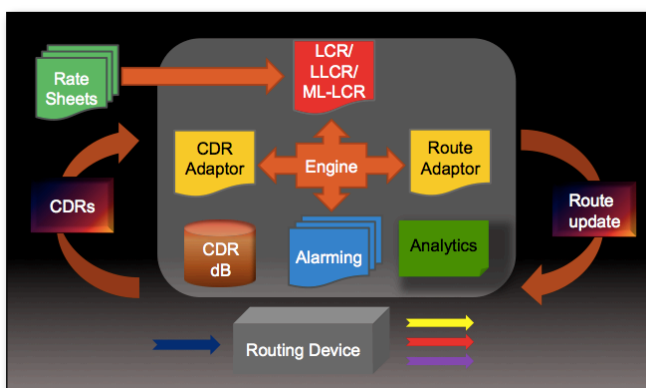 Rate
Sheets
LCR/
LLCR/
ML-LCR
CDR
Adaptor
Engine
Route
Adaptor
CDRs
Route
update
CDR
dB
Alarming
Analytics
Routing Device